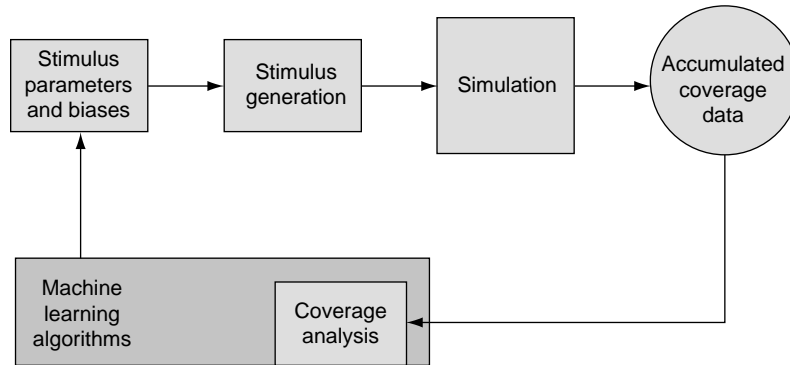 Stimulus
parameters
and biases
Stimulus
generation
Simulation
Accumulated
coverage
data
Machine
learning
algorithms
Coverage
analysis